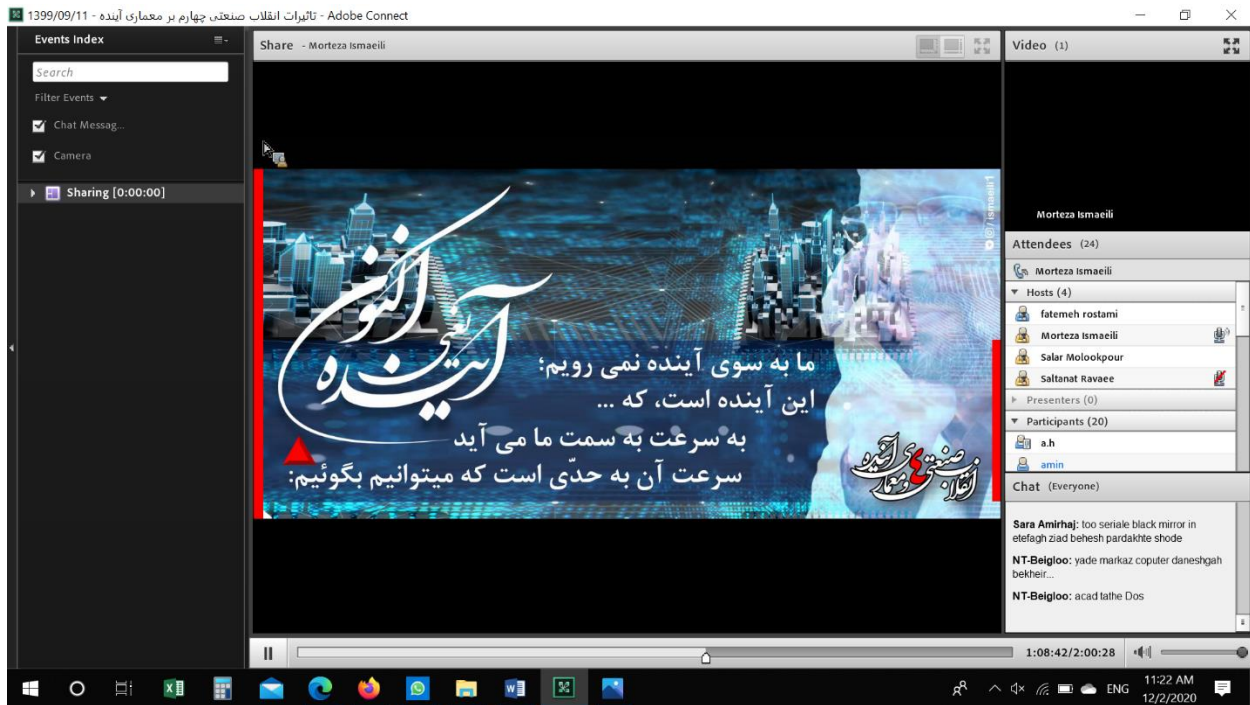 تاثیرات انقلاب صنعتی چهارم بر معماری آینده - 1399/09/11 - Adobe Connect
Events Index
Search
Filter Events
Chat Messag...
Camera
Sharing [0:00:00]
Share - Morteza Ismaeili
@/ismaeili1
آینده یعنی اکنون
ما به سوی آینده نمی رویم؛
این آینده است، که ...
به سرعت به سمت ما می آید
سرعت آن به حدّی است که میتوانیم بگوئیم:
انقلاب
صنعتی
و معماری آینده
Video (1)
Morteza Ismaeili
Attendees (24)
Morteza Ismaeili
Hosts (4)
fatemeh rostami
Morteza Ismaeili
Salar Molookpour
Saltanat Ravaee
Presenters (0)
Participants (20)
a.h
amin
Chat (Everyone)
Sara Amirhaj: too seriale black mirror in
etefagh ziad behesh pardakhte shode
NT-Beigloo: yade markaz coputer daneshgah
bekheir...
NT-Beigloo: acad tathe Dos
1:08:42/2:00:28
ENG
11:22 AM
12/2/2020